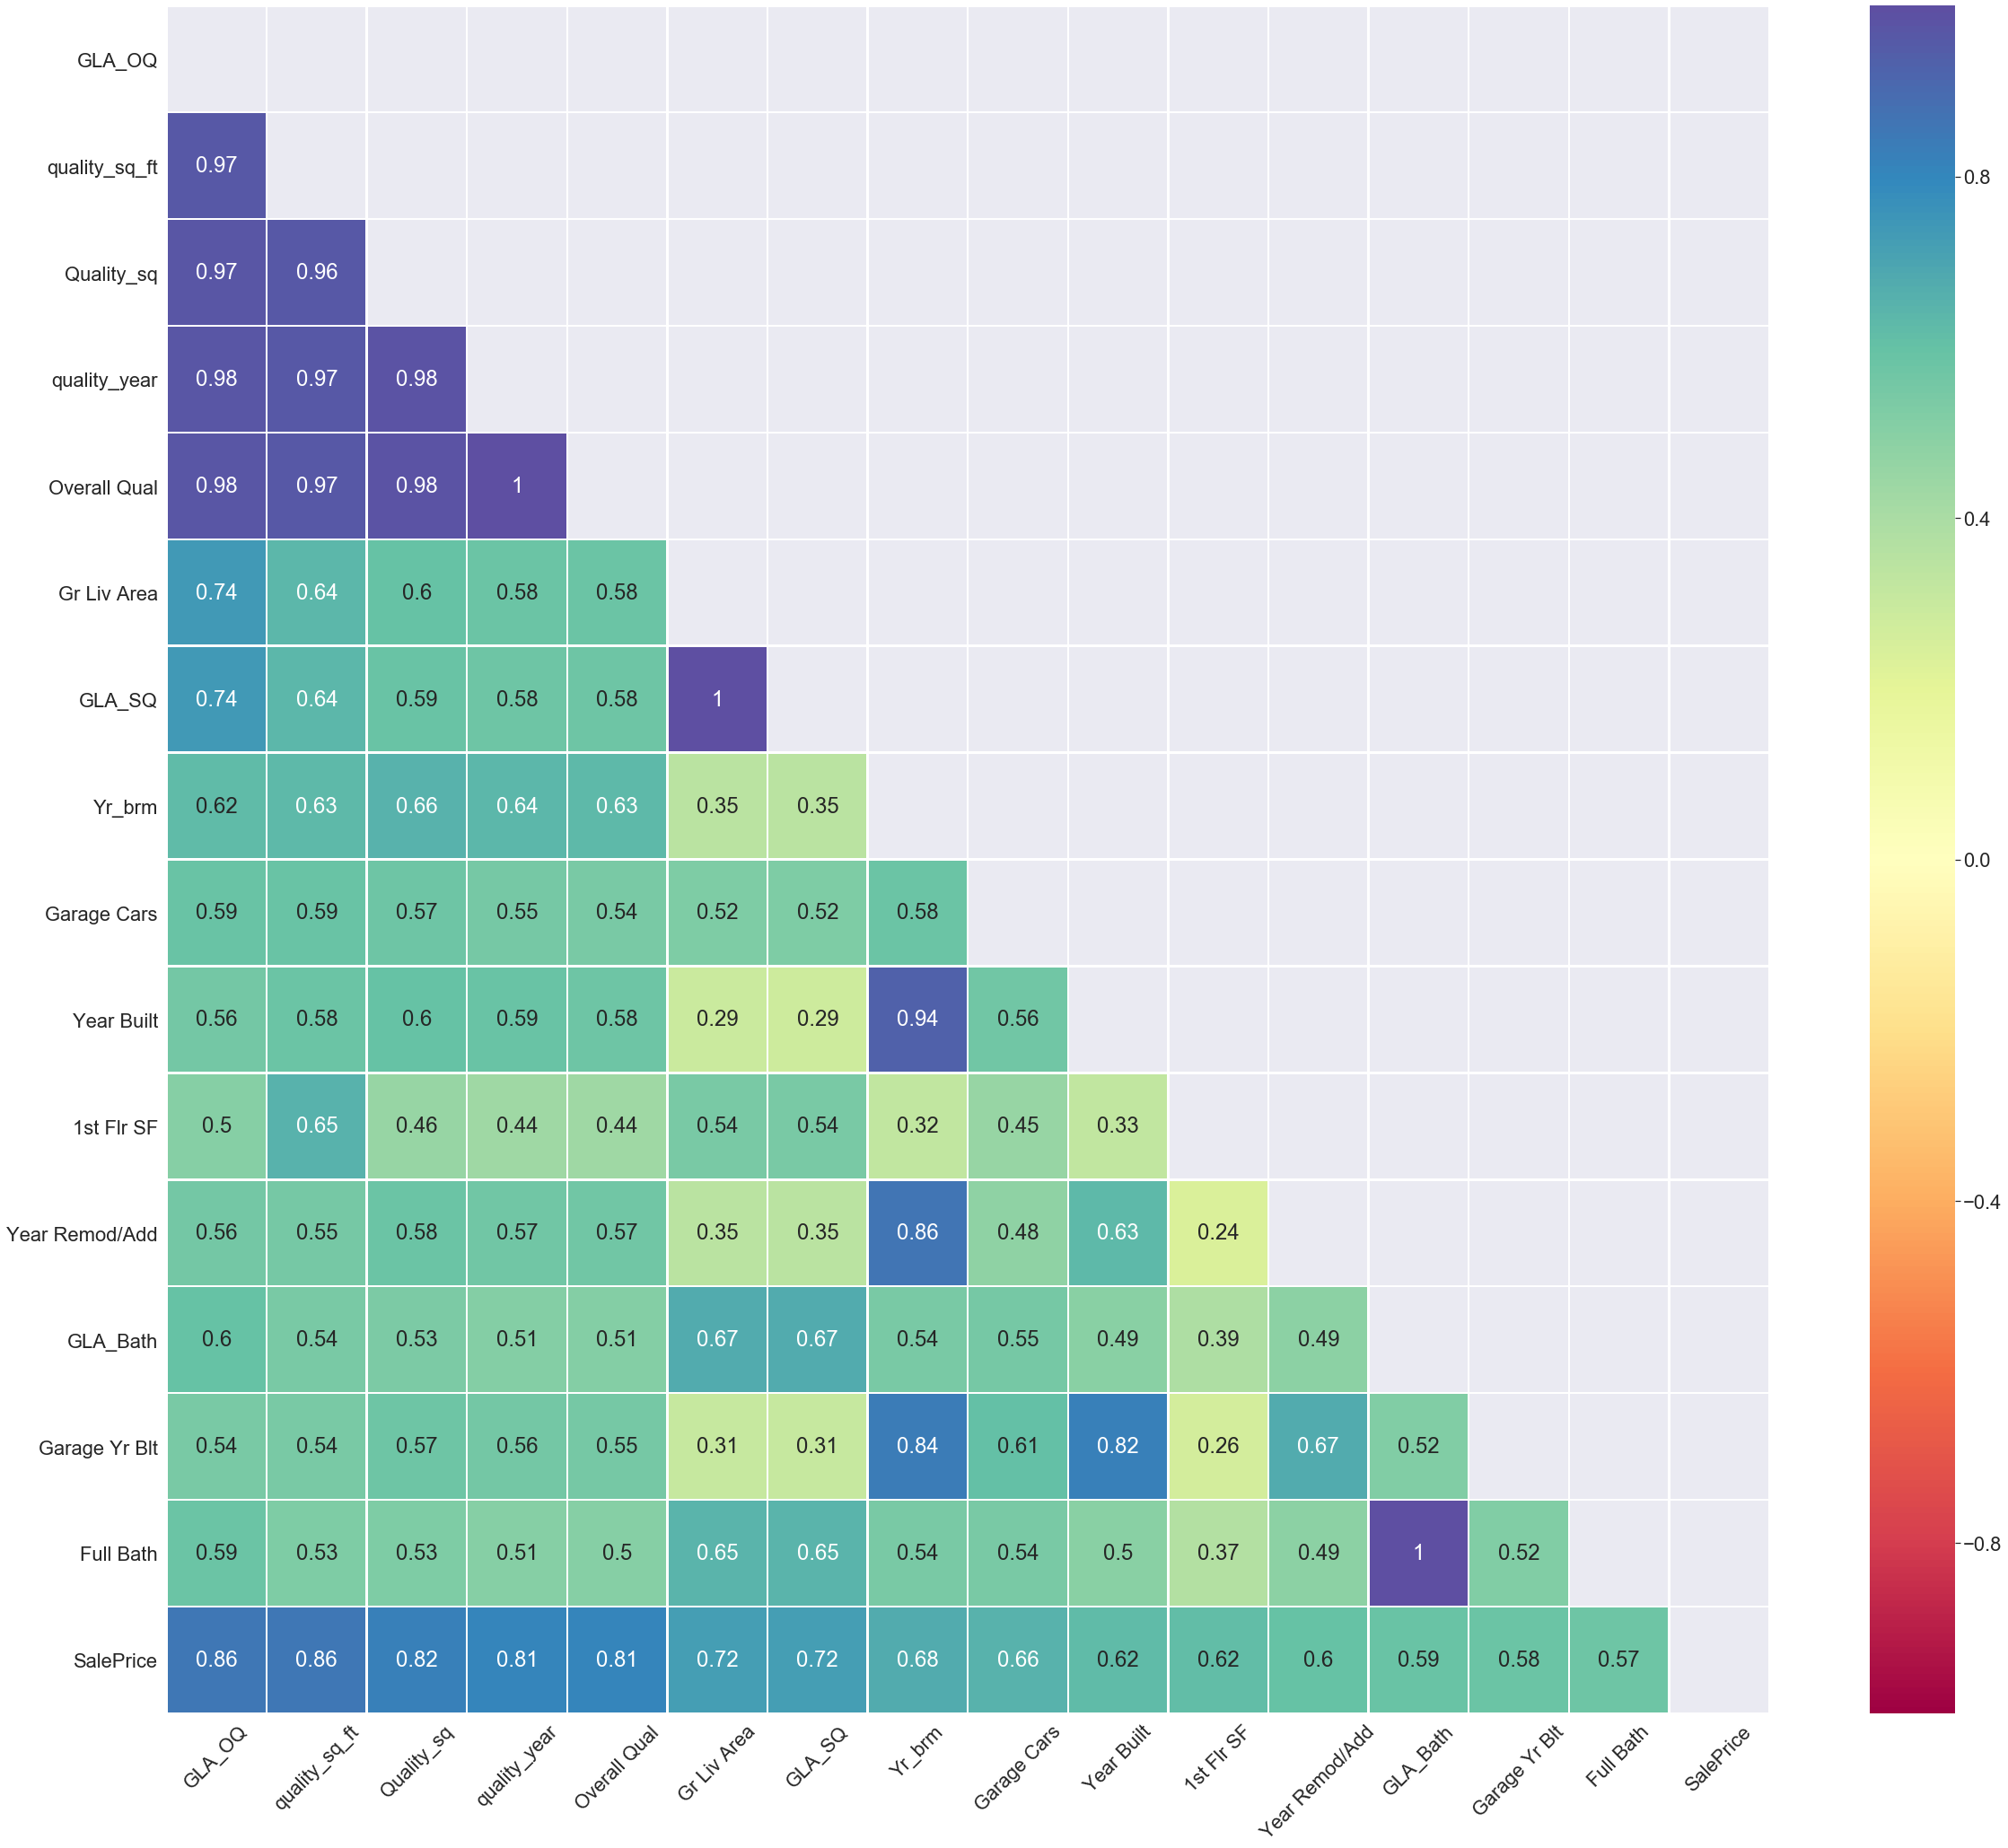 GLA_OQ
quality_sq_ft 0.97
Quality_sq 0.97 0.96
quality_year 0.98 0.97 0.98
Overall Qual 0.98 0.97 0.98 1
Gr Liv Area 0.74 0.64 0.6 0.58 0.58
GLA_SQ 0.74 0.64 0.59 0.58 0.58 1
Yr_brm 0.62 0.63 0.66 0.64 0.63 0.35 0.35
Garage Cars 0.59 0.59 0.57 0.55 0.54 0.52 0.52 0.58
Year Built 0.56 0.58 0.6 0.59 0.58 0.29 0.29 0.94 0.56
1st Flr SF 0.5 0.65 0.46 0.44 0.44 0.54 0.54 0.32 0.45 0.33
Year Remod/Add 0.56 0.55 0.58 0.57 0.57 0.35 0.35 0.86 0.48 0.63 0.24
GLA_Bath 0.6 0.54 0.53 0.51 0.51 0.67 0.67 0.54 0.55 0.49 0.39 0.49
Garage Yr Blt 0.54 0.54 0.57 0.56 0.55 0.31 0.31 0.84 0.61 0.82 0.26 0.67 0.52
Full Bath 0.59 0.53 0.53 0.51 0.5 0.65 0.65 0.54 0.54 0.5 0.37 0.49 1 0.52
SalePrice 0.86 0.86 0.82 0.81 0.81 0.72 0.72 0.68 0.66 0.62 0.62 0.6 0.59 0.58 0.57
GLA_OQ quality_sq_ft Quality_sq quality_year Overall Qual Gr Liv Area GLA_SQ Yr_brm Garage Cars Year Built 1st Flr SF Year Remod/Add GLA_Bath Garage Yr Blt Full Bath SalePrice
0.8
0.4
0.0
−0.4
−0.8